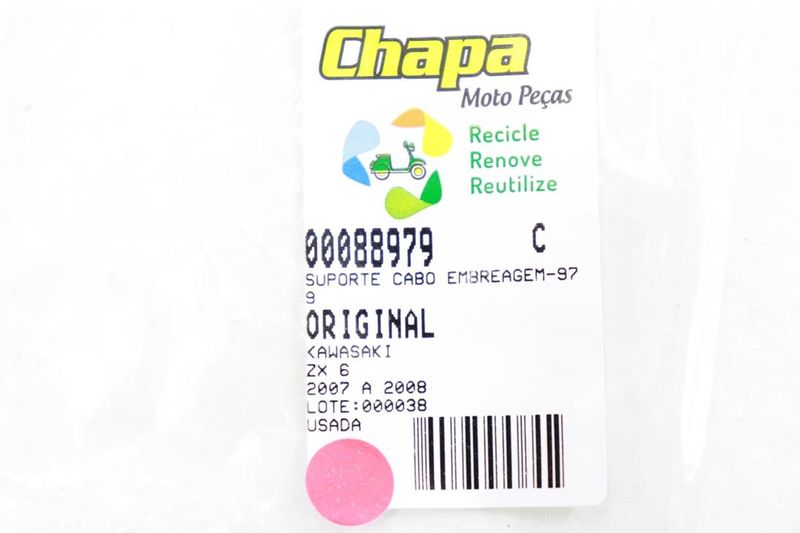 Chapa
Moto Peças
Recicle
Renove
Reutilize
00088979 C
SUPORTE CABO EMBREAGEM-97
9
ORIGINAL
KAWASAKI
ZX 6
2007 A 2008
LOTE:000038
USADA